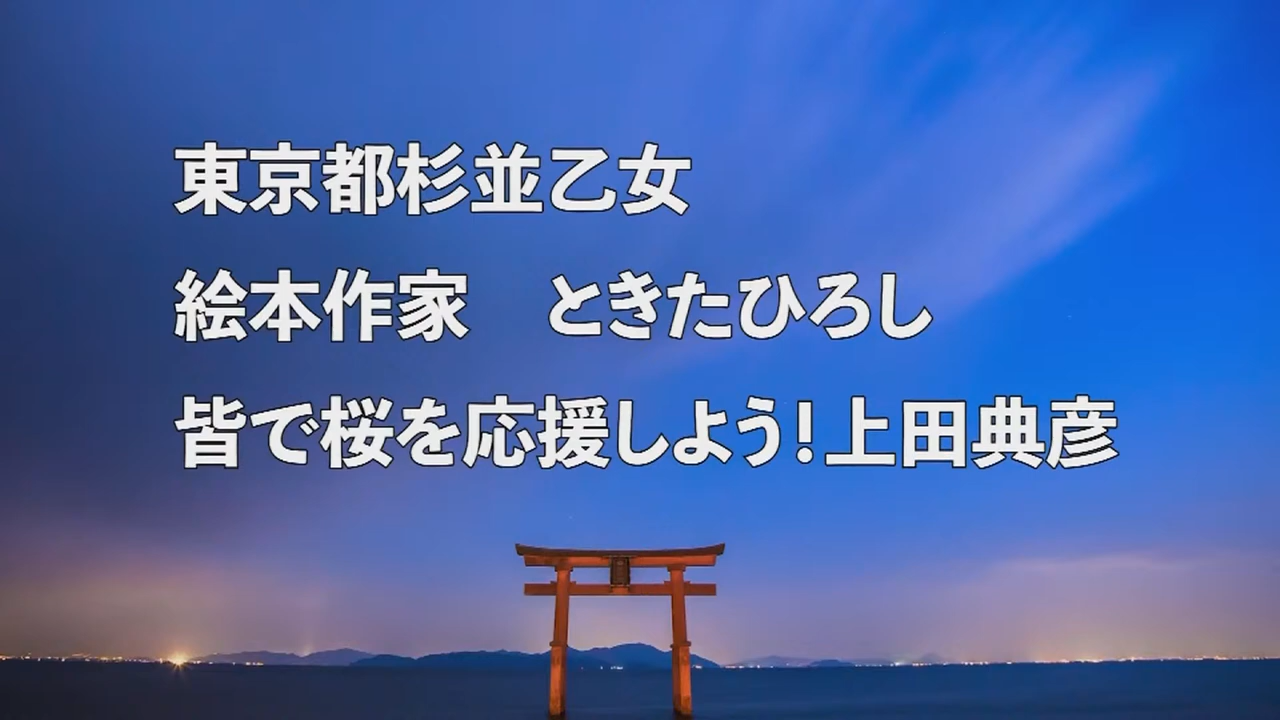 東京都杉並乙女
絵本作家　ときたひろし
皆で桜を応援しよう！上田典彦